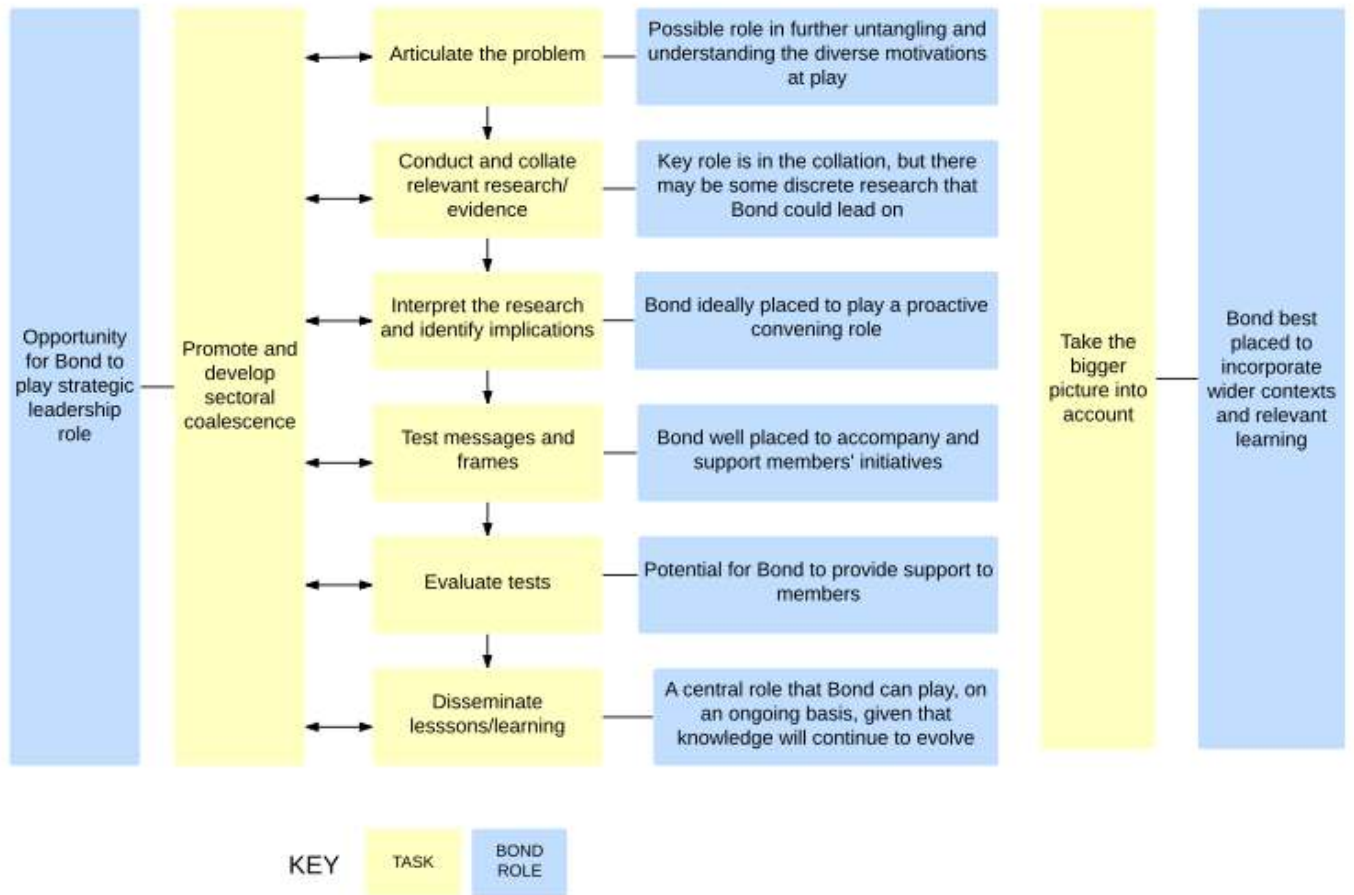 Opportunity
for Bond to
play strategic
leadership
role
Promote and
develop
sectoral
coalescence
Articulate the problem
Possible role in further untangling and
understanding the diverse motivations
at play
Conduct and collate
relevant research/
evidence
Key role is in the collation, but there
may be some discrete research that
Bond could lead on
Interpret the research
and identify implications
Bond ideally placed to play a proactive
convening role
Test messages and
frames
Bond well placed to accompany and
support members' initiatives
Evaluate tests
Potential for Bond to provide support to
members
Disseminate
lesssons/learning
A central role that Bond can play, on
an ongoing basis, given that
knowledge will continue to evolve
Take the
bigger
picture into
account
Bond best
placed to
incorporate
wider contexts
and relevant
learning
KEY
TASK
BOND
ROLE